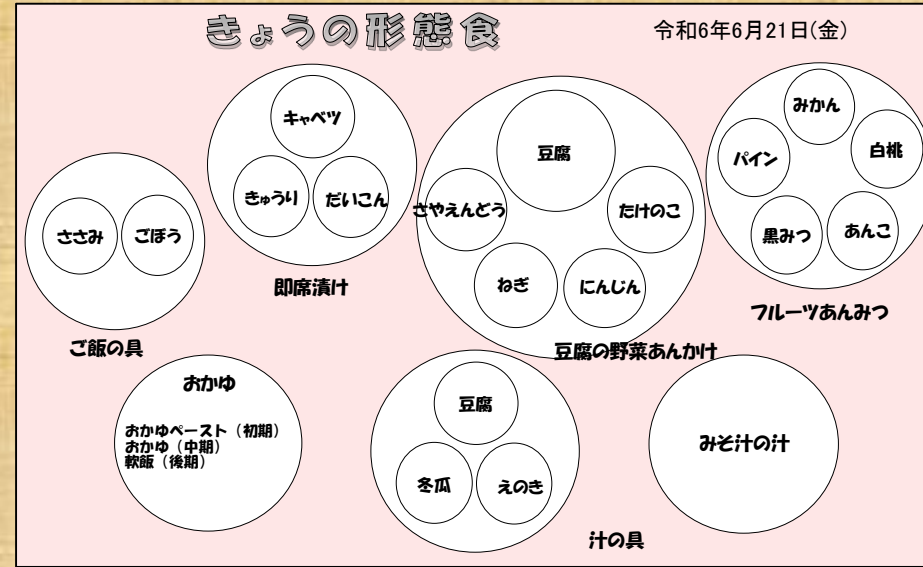 きょうの形態食
令和6年6月21日(金)
ささみ
ごぼう
ご飯の具
キャベツ
きゅうり
だいこん
即席漬け
豆腐
さやえんどう
たけのこ
ねぎ
にんじん
豆腐の野菜あんかけ
みかん
パイン
白桃
黒みつ
あんこ
フルーツあんみつ
おかゆ
おかゆペースト（初期）
おかゆ（中期）
軟飯（後期）
豆腐
冬瓜
えのき
汁の具
みそ汁の汁